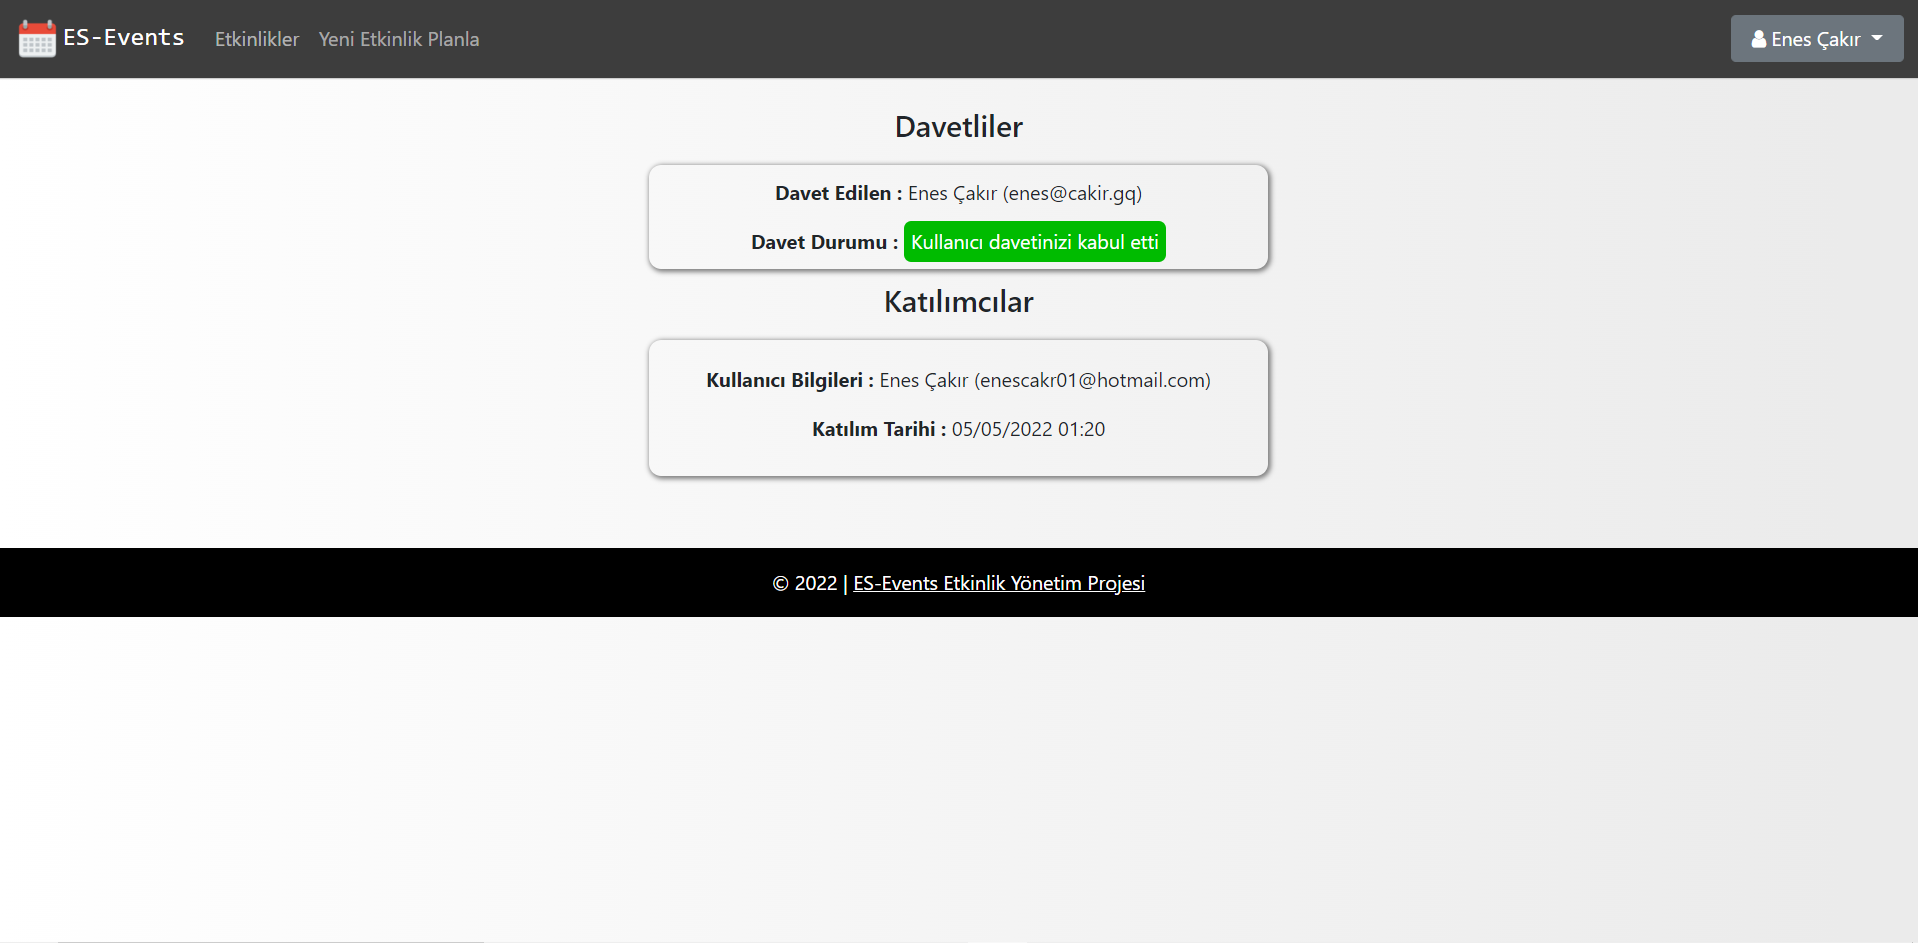 ES-Events Etkinlikler Yeni Etkinlik Planla Enes Çakır
Davetliler
Davet Edilen : Enes Çakır (enes@cakir.gq)
Davet Durumu : Kullanıcı davetinizi kabul etti
Katılımcılar
Kullanıcı Bilgileri : Enes Çakır (enescakr01@hotmail.com)
Katılım Tarihi : 05/05/2022 01:20
© 2022 | ES-Events Etkinlik Yönetim Projesi